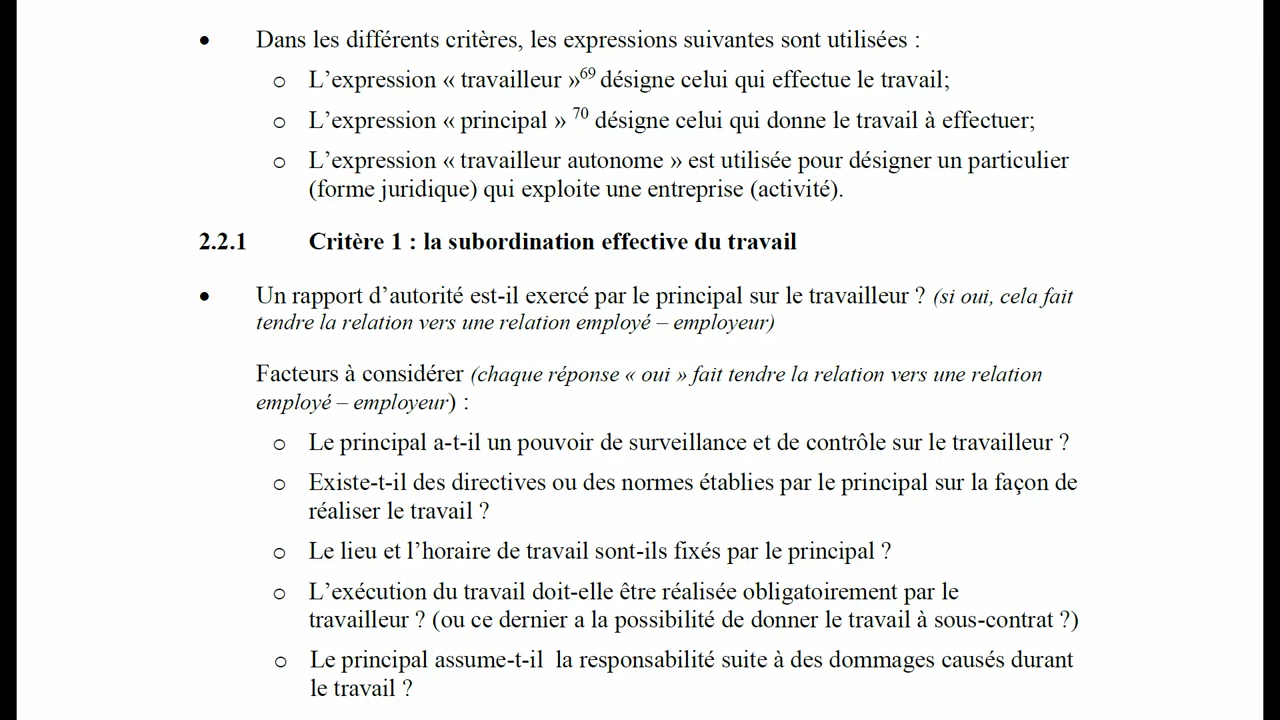 • Dans les différents critères, les expressions suivantes sont utilisées :
o L’expression « travailleur »69 désigne celui qui effectue le travail;
o L’expression « principal » 70 désigne celui qui donne le travail à effectuer;
o L’expression « travailleur autonome » est utilisée pour désigner un particulier
(forme juridique) qui exploite une entreprise (activité).
2.2.1 Critère 1 : la subordination effective du travail
• Un rapport d’autorité est-il exercé par le principal sur le travailleur ? (si oui, cela fait
tendre la relation vers une relation employé – employeur)
Facteurs à considérer (chaque réponse « oui » fait tendre la relation vers une relation
employé – employeur) :
o Le principal a-t-il un pouvoir de surveillance et de contrôle sur le travailleur ?
o Existe-t-il des directives ou des normes établies par le principal sur la façon de
réaliser le travail ?
o Le lieu et l’horaire de travail sont-ils fixés par le principal ?
o L’exécution du travail doit-elle être réalisée obligatoirement par le
travailleur ? (ou ce dernier a la possibilité de donner le travail à sous-contrat ?)
o Le principal assume-t-il la responsabilité suite à des dommages causés durant
le travail ?